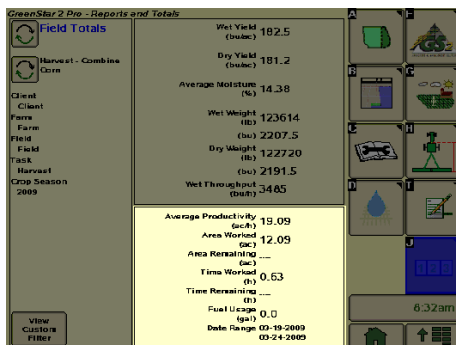 GreenStar 2 Pro - Reports and Totals
Field Totals
Harvest - Combine
Corn
Client
Client
Farm
Farm
Field
Field
Task
Harvest
Crop Season
2009
View
Custom
Filter
Wet Yield
(bu/ac) 182.5
Dry Yield
(bu/ac) 181.2
Average Moisture
(%) 14.38
Wet Weight
(lb) 123614
(bu) 2207.5
Dry Weight
(lb) 122720
(bu) 2191.5
Wet Throughput
(bu/h) 3485
Average Productivity
(ac/h) 19.09
Area Worked
(ac) 12.09
Area Remaining
(ac) ---
Time Worked
(h) 0.63
Time Remaining
(h) ---
Fuel Usage
(gal) 0.0
Date Range 03-19-2009
03-24-2009
A
F
GS2
B
G
C
H
D
I
J
6:32am